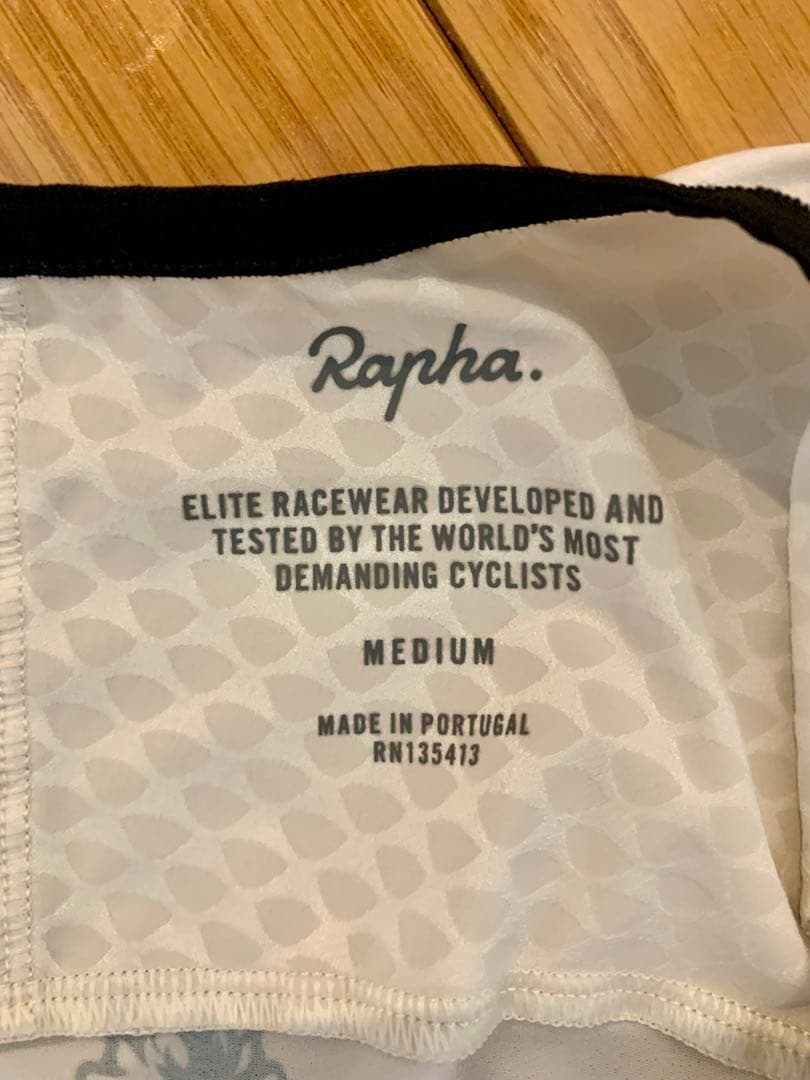 Rapha.
ELITE RACEWEAR DEVELOPED AND
TESTED BY THE WORLD'S MOST
DEMANDING CYCLISTS
MEDIUM
MADE IN PORTUGAL
RN135413